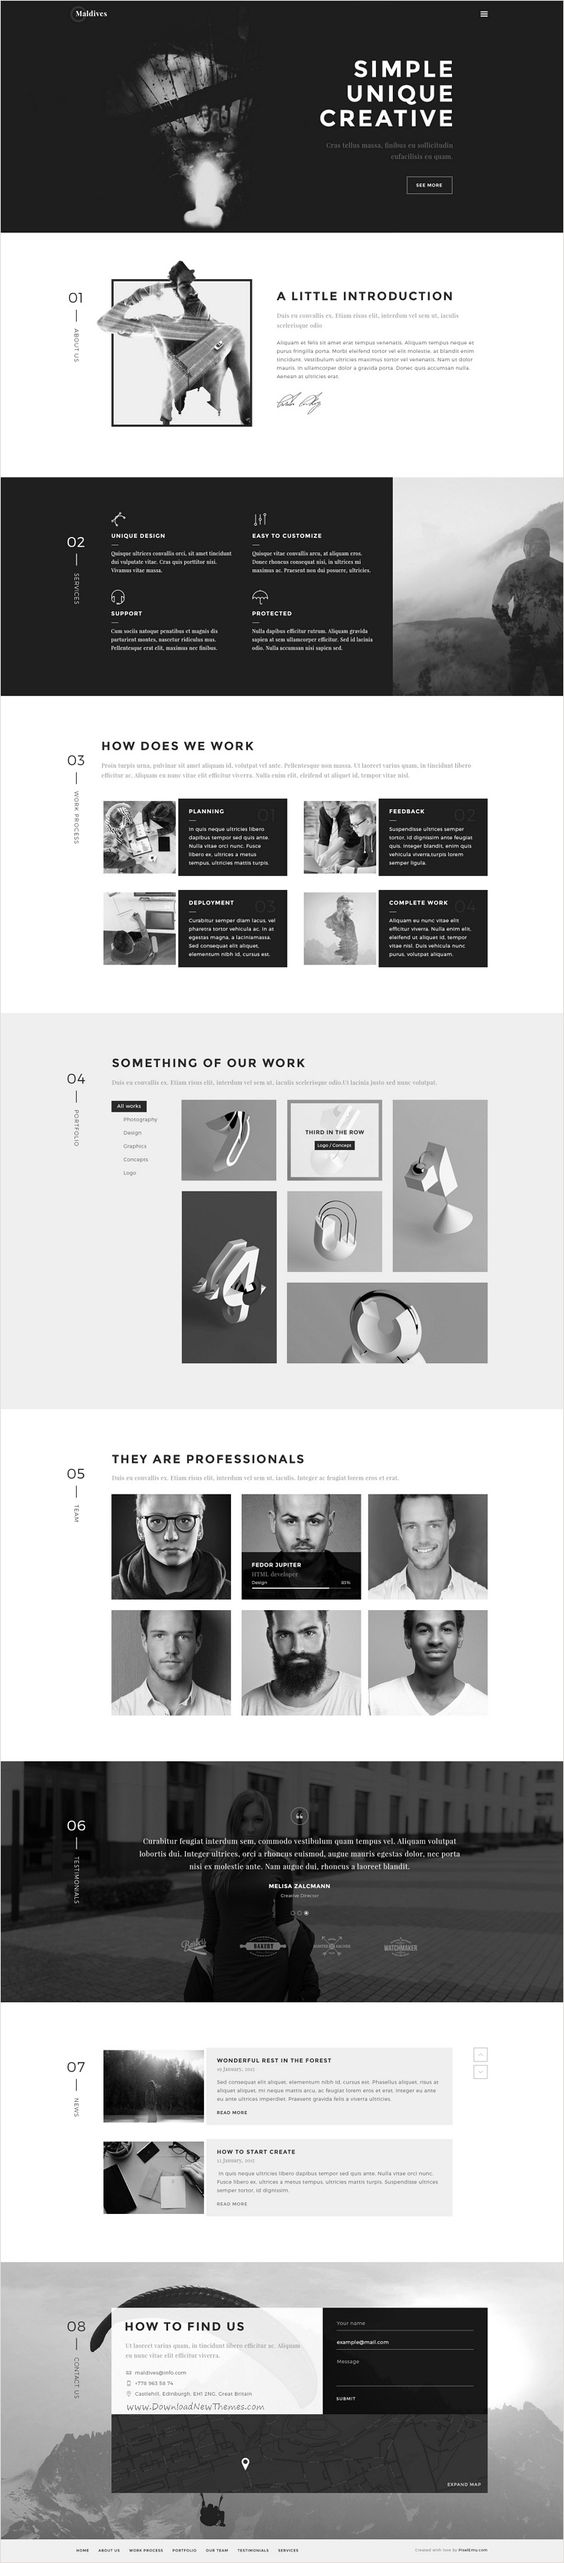 Maldives
SIMPLE
UNIQUE
CREATIVE
Cras tellus massa, finibus eu sollicitudin
eufacilisis eu quam.
SEE MORE
01
ABOUT US
A LITTLE INTRODUCTION
Duis eu convallis ex. Etiam risus elit, interdum vel sem ut, iaculis
scelerisque odio
Aliquam et felis sit amet erat tempus venenatis. Aliquam tempus neque et
purus fringilla porta. Morbi eleifend tortor vel elit molestie, at blandit enim
tincidunt. Vestibulum ultricies maximus tortor vel venenatis. Nam ut dolor
mauris. In ullamcorper dolor a gravida porta. Donec quis accumsan nulla.
Aenean at ultricies erat.
02
SERVICES
UNIQUE DESIGN
Quisque ultrices convallis orci, sit amet tincidunt
dui vulputate vitae. Cras quis porttitor nisi.
Vivamus vitae massa.
EASY TO CUSTOMIZE
Quisque vitae convallis arcu, at aliquam eros.
Donec rhoncus consequat nisi, in ultrices mi
maximus ac. Praesent non dui posuere, ultricies.
SUPPORT
Cum sociis natoque penatibus et magnis dis
parturient montes, nascetur ridiculus mus.
Pellentesque erat elit, maximus nec finibus.
PROTECTED
Nulla dapibus efficitur rutrum. Aliquam gravida
sapien at sem ullamcorper efficitur. Sed id lacinia
odio. Nulla accumsan nisi sapien sed.
03
WORK PROCESS
HOW DOES WE WORK
Proin turpis urna, pulvinar sit amet aliquam id, volutpat vel ante. Pellentesque non massa. Ut laoreet varius quam, in tincidunt libero
efficitur ac. Aliquam eu nunc vitae elit efficitur viverra. Nulla enim elit, eleifend ut aliquet id, tempor vitae nisl.
PLANNING
01
In quis neque ultricies libero
dapibus tempor sed quis ante.
Nulla vitae orci nunc. Fusce
libero ex, ultrices a metus
tempus, ultricies mattis turpis.
FEEDBACK
02
Suspendisse ultrices semper
tortor, id dignissim ante feugiat
quis. Integer blandit, enim quis
vehicula viverra,turpis lorem
semper ligula.
DEPLOYMENT
03
Curabitur semper diam lacus, vel
pharetra tortor vehicula ac. In at
egestas magna, a laciniamassa.
Sed consequat elit aliquet,
elementum nibh id, cursus est.
COMPLETE WORK
04
Aliquam eu nunc vitae elit
efficitur viverra. Nulla enim elit,
eleifend ut aliquet id, tempor
vitae nisl. Duis vehicula nunc
purus, volutpat aliquam.
04
PORTFOLIO
SOMETHING OF OUR WORK
Duis eu convallis ex. Etiam risus elit, interdum vel sem ut, iaculis scelerisque odio.Ut lacinia justo sed nunc volutpat.
All works
Photography
Design
Graphics
Concepts
Logo
THIRD IN THE ROW
Logo / Concept
05
TEAM
THEY ARE PROFESSIONALS
Duis eu convallis ex. Etiam risus elit, interdum vel sem ut, iaculis. Integer ac feugiat lorem eros et erat.
FEDOR JUPITER
HTML developer
Design
83%
06
TESTIMONIALS
Curabitur feugiat interdum sem, commodo vestibulum quam tempus vel. Aliquam volutpat
lobortis dui. Integer ultrices, orci a rhoncus euismod, augue mauris egestas dolor, nec porta
nisi ex molestie ante. Nam augue dui, rhoncus a laoreet blandit.
MELISA ZALCMANN
Creative Director
BAKERY
WATCHMAKER
07
NEWS
WONDERFUL REST IN THE FOREST
Sed consequat elit aliquet, elementum nibh id, cursus est. Phasellus aliquet, risus at
aliquet aliquet, mi neque mattis arcu, ac feugiat lorem eros et erat. Integer eu ante
eu ante ultrices imperdiet. Praesent gravida felis a viverra ultricies.
READ MORE
HOW TO START CREATE
In quis neque ultricies libero dapibus tempor sed quis ante. Nulla vitae orci nunc.
Fusce libero ex, ultrices a metus tempus, ultricies mattis turpis. Suspendisse ultrices
semper tortor, id dignissim.
READ MORE
08
CONTACT US
HOW TO FIND US
Ut laoreet varius quam, in tincidunt libero efficitur ac. Aliquam
eu nunc vitae elit efficitur viverra.
maldives@info.com
+778 963 58 74
Castlehill, Edinburgh, EH1 2NG, Great Britain
www.DownloadNewThemes.com
Your name
example@mail.com
Message
SUBMIT
EXPAND MAP
HOME ABOUT US WORK PROCESS PORTFOLIO OUR TEAM TESTIMONIALS SERVICES
Created with love by PixelEmu.com